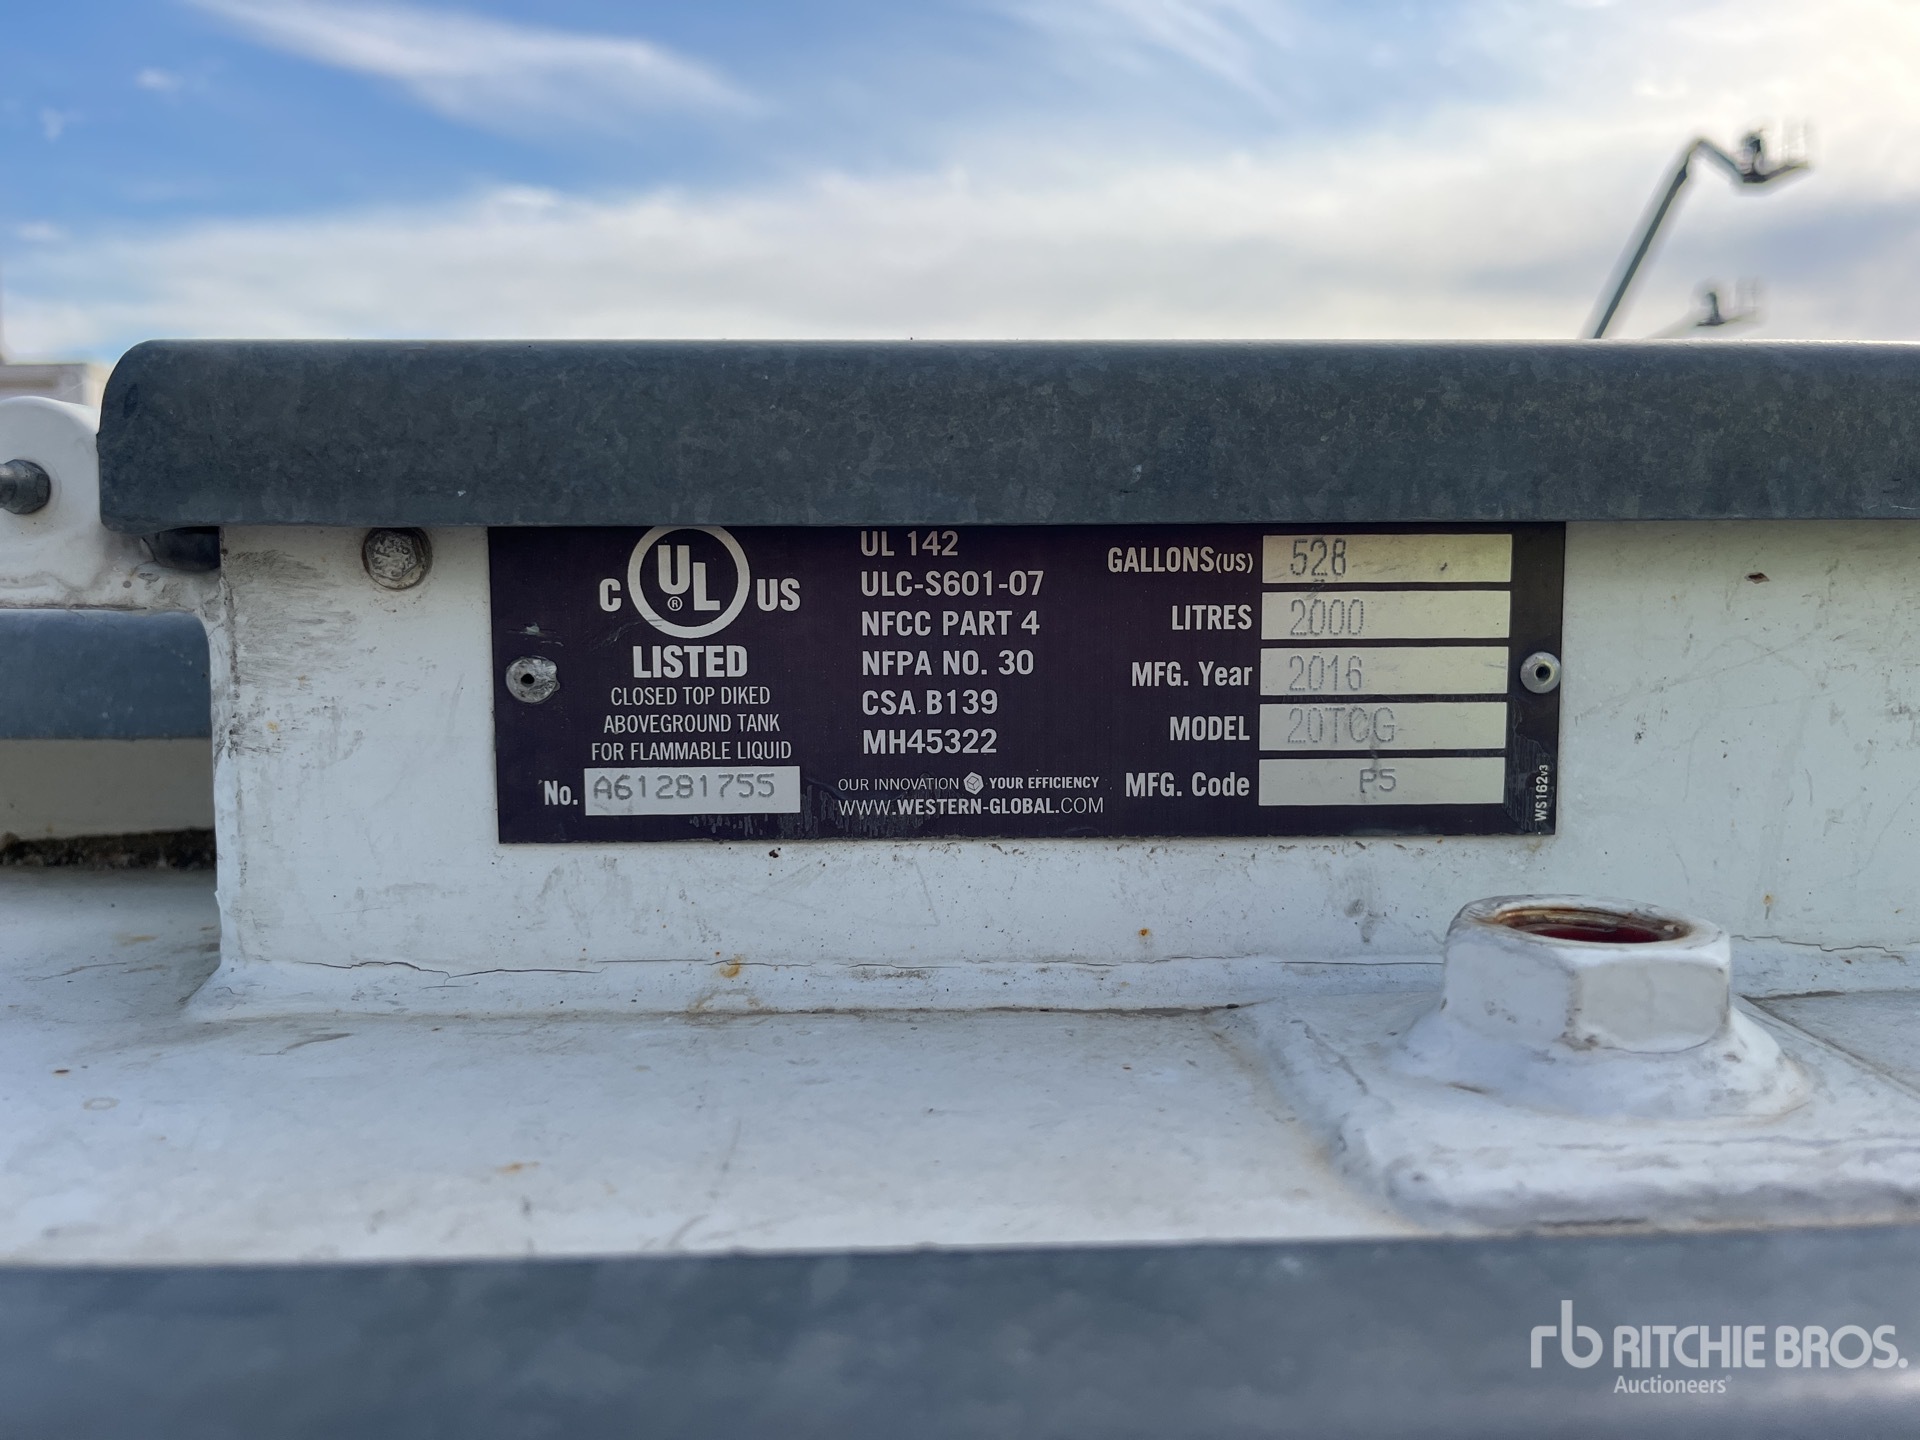 C UL ® US
LISTED
CLOSED TOP DIKED
ABOVEGROUND TANK
FOR FLAMMABLE LIQUID
No. A61281755
UL 142
ULC-S601-07
NFCC PART 4
NFPA NO. 30
CSA B139
MH45322
OUR INNOVATION YOUR EFFICIENCY
WWW.WESTERN-GLOBAL.COM
GALLONS(US) 528
LITRES 2000
MFG. Year 2016
MODEL 20TCG
MFG. Code P5
WS162v3
rb RITCHIE BROS.
Auctioneers